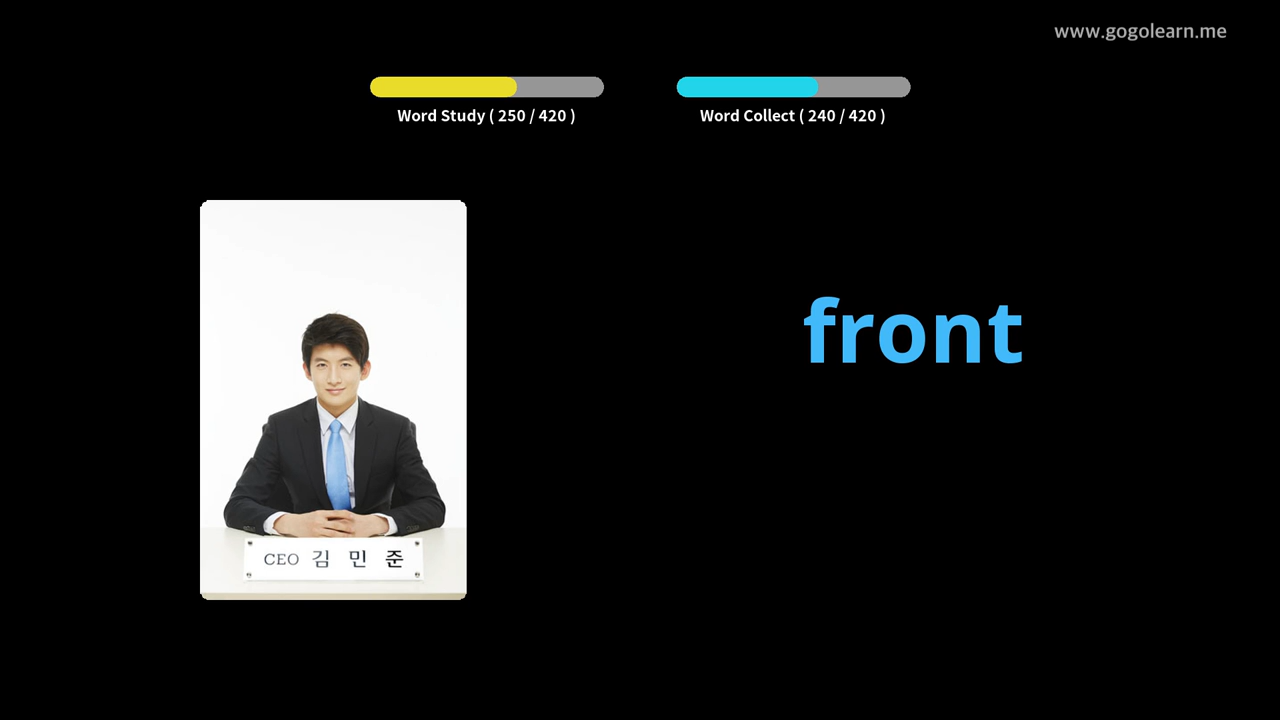 www.gogolearn.me
Word Study ( 250 / 420 )
Word Collect ( 240 / 420 )
front
CEO 김 민 준